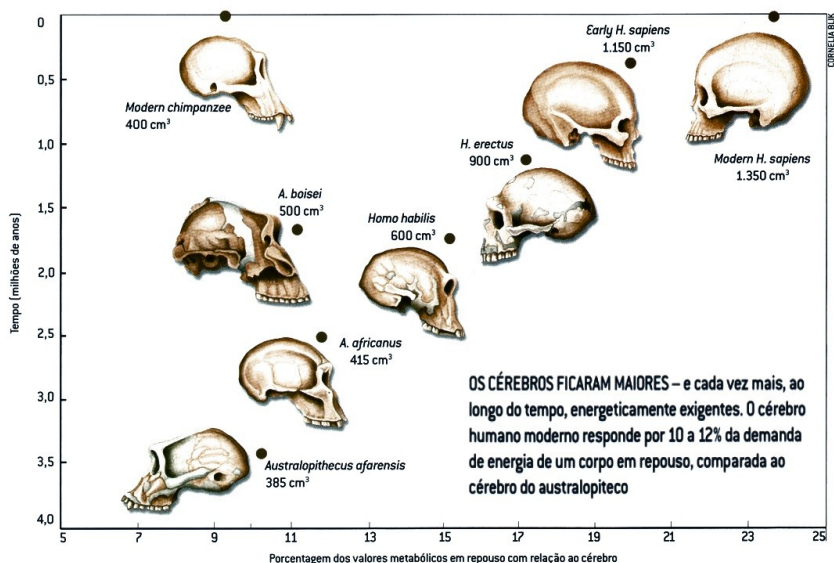 CORNELIA BLIK
0
0,5
1,0
1,5
2,0
2,5
3,0
3,5
4,0
Tempo (milhões de anos)
Modern chimpanzee
400 cm³
Early H. sapiens
1.150 cm³
Modern H. sapiens
1.350 cm³
H. erectus
900 cm³
A. boisei
500 cm³
Homo habilis
600 cm³
A. africanus
415 cm³
Australopithecus afarensis
385 cm³
OS CÉREBROS FICARAM MAIORES – e cada vez mais, ao
longo do tempo, energeticamente exigentes. O cérebro
humano moderno responde por 10 a 12% da demanda
de energia de um corpo em repouso, comparada ao
cérebro do australopiteco
5
7
9
11
13
15
17
19
21
23
25
Porcentagem dos valores metabólicos em repouso com relação ao cérebro